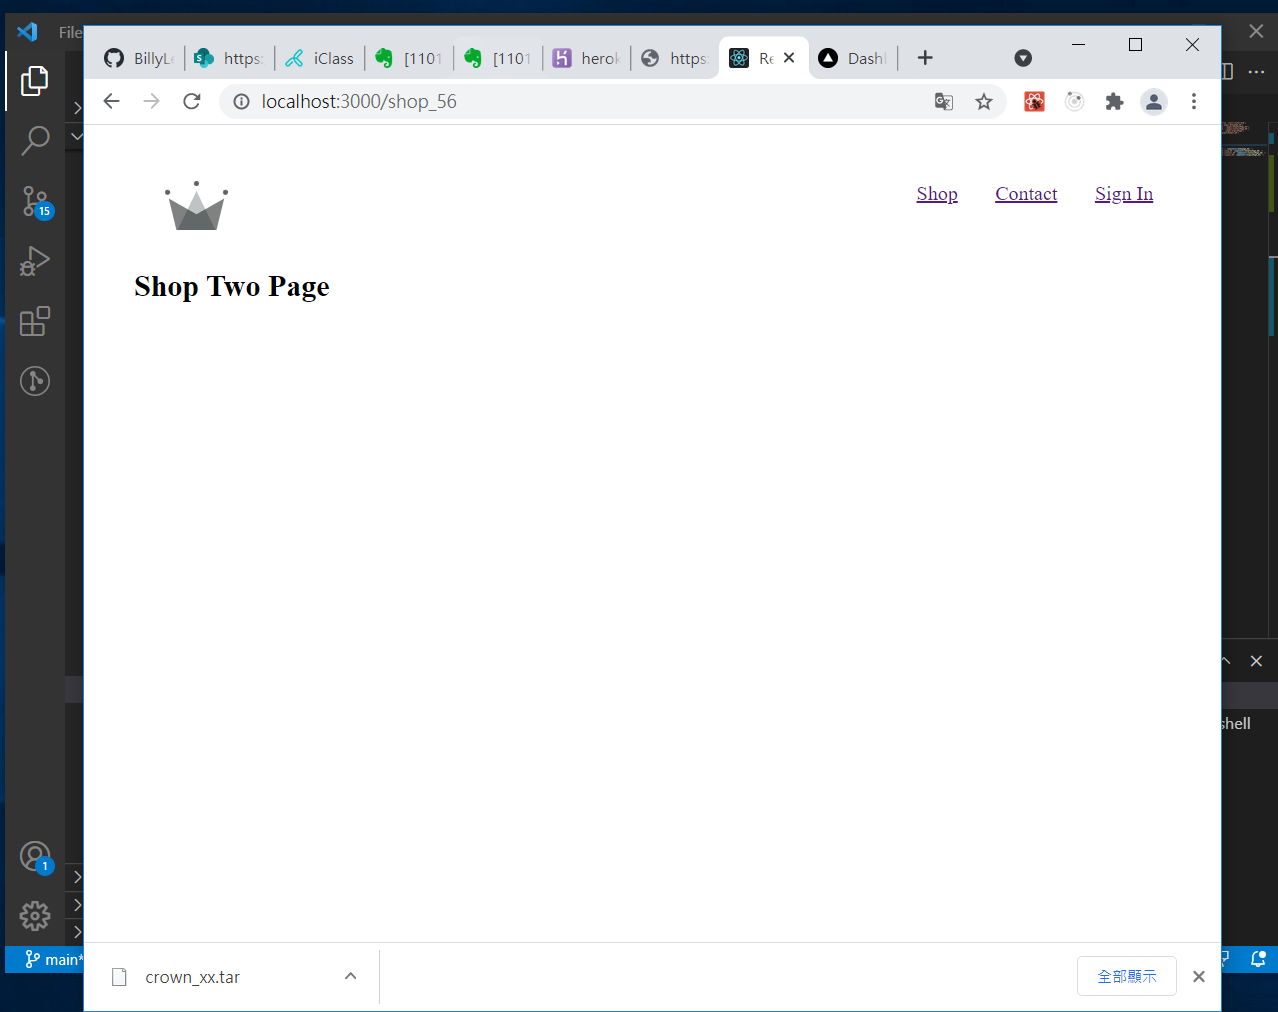 File
BillyLe
https:
iClass
[1101
[1101
herok
https:
Re
Dash
localhost:3000/shop_56
15
Shop Contact Sign In
Shop Two Page
shell
1
main*
crown_xx.tar
全部顯示